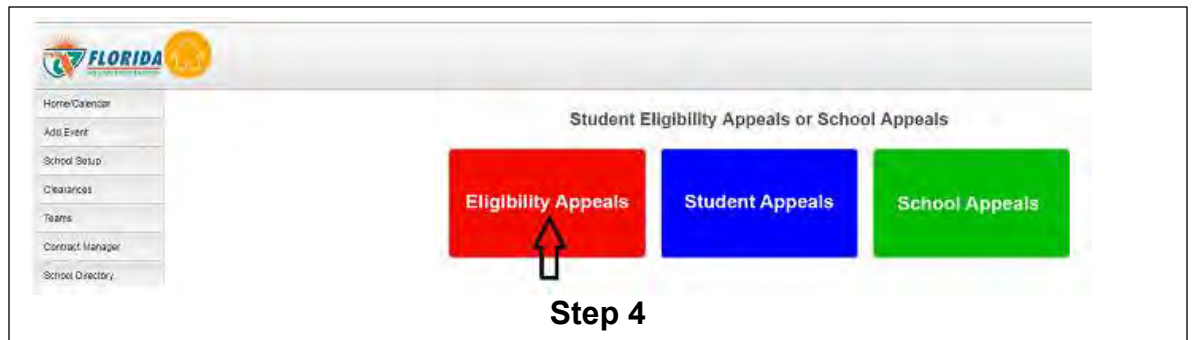 FLORIDA
Home/Calendar
Add Event
School Setup
Clearances
Teams
Contract Manager
School Directory
Student Eligibility Appeals or School Appeals
Eligibility Appeals
Student Appeals
School Appeals
Step 4